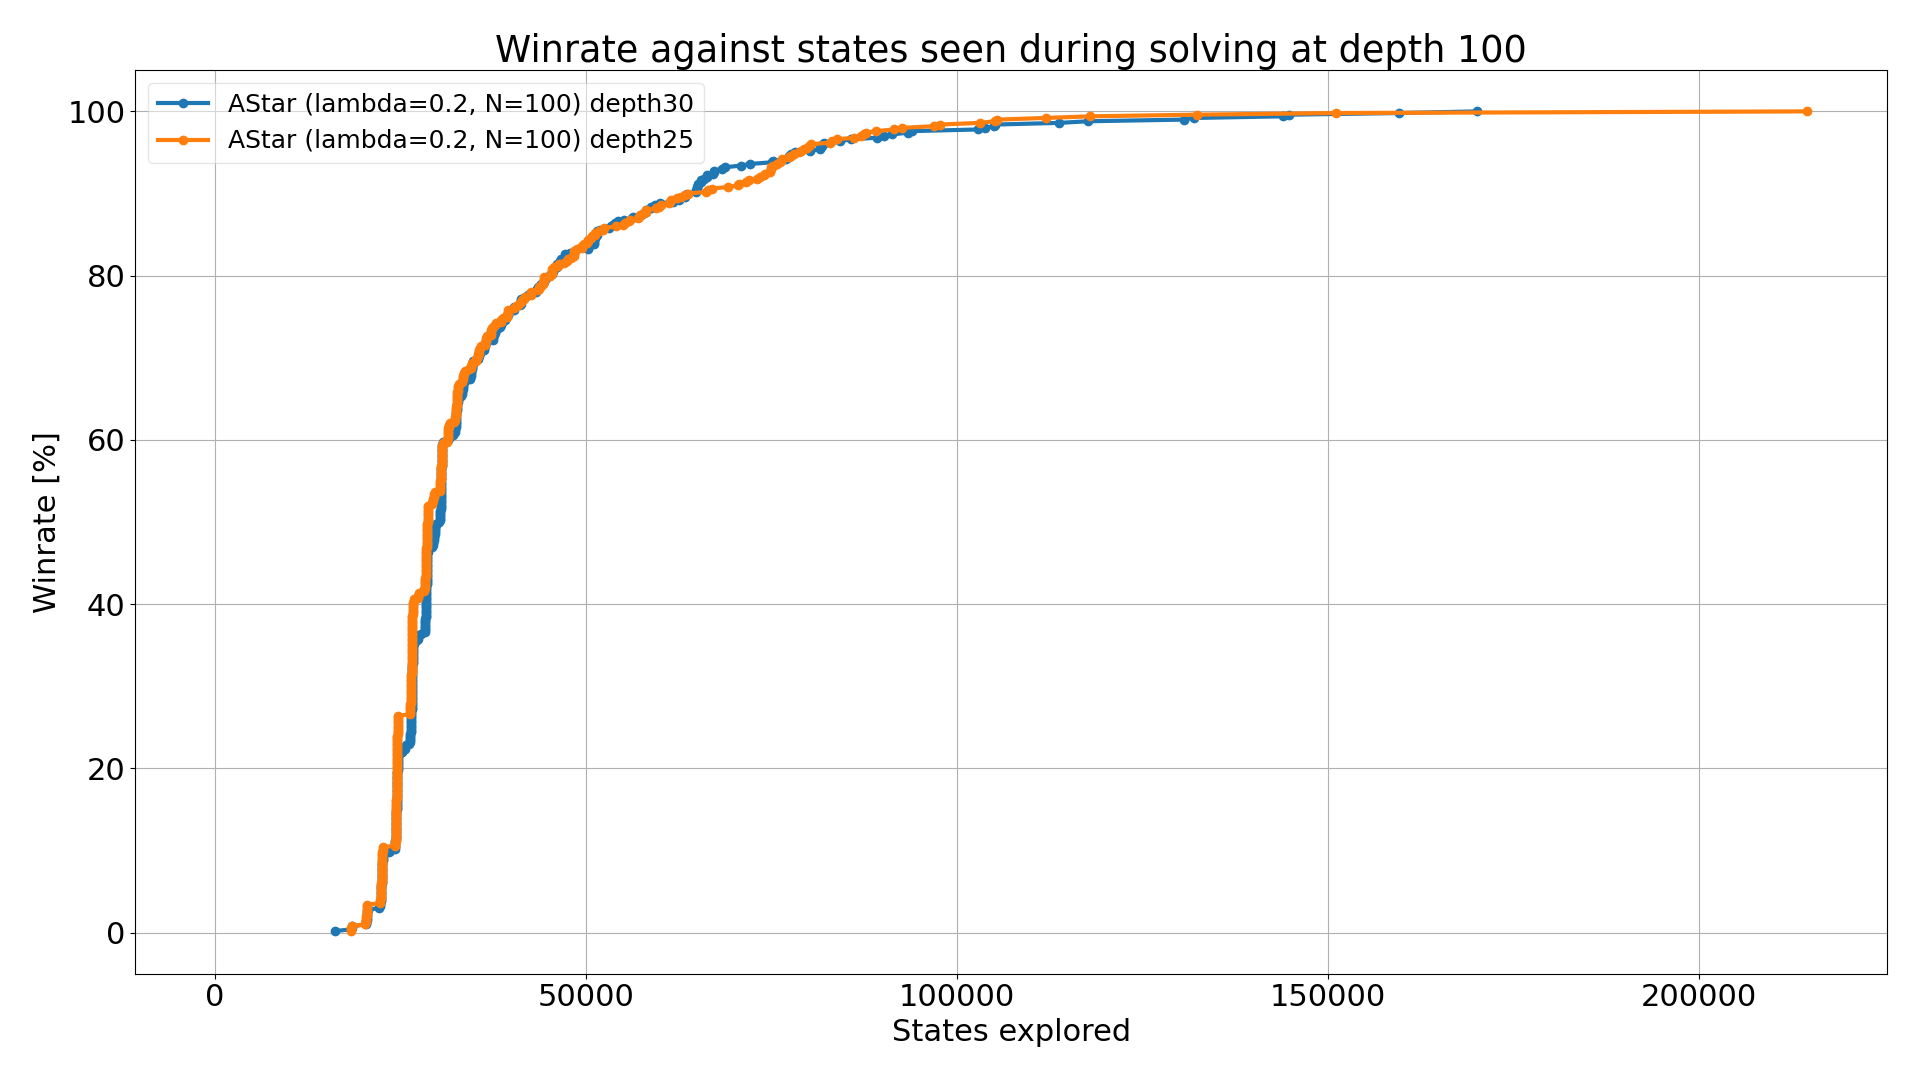 Winrate against states seen during solving at depth 100
AStar (lambda=0.2, N=100) depth30
AStar (lambda=0.2, N=100) depth25
100
80
60
40
20
0
Winrate [%]
0 50000 100000 150000 200000
States explored